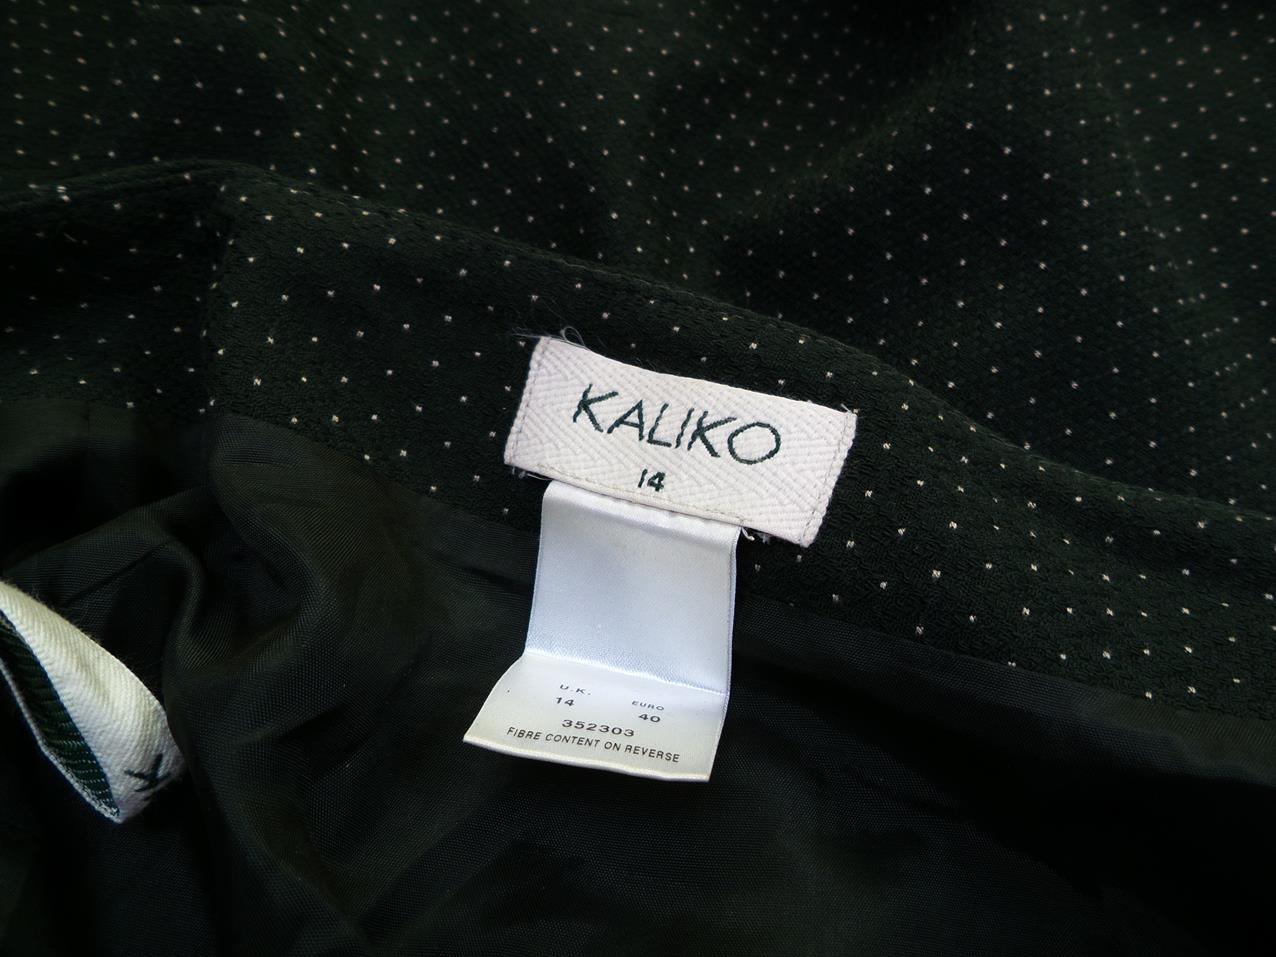 KALIKO
14
U.K. EURO
14 40
352303
FIBRE CONTENT ON REVERSE
K